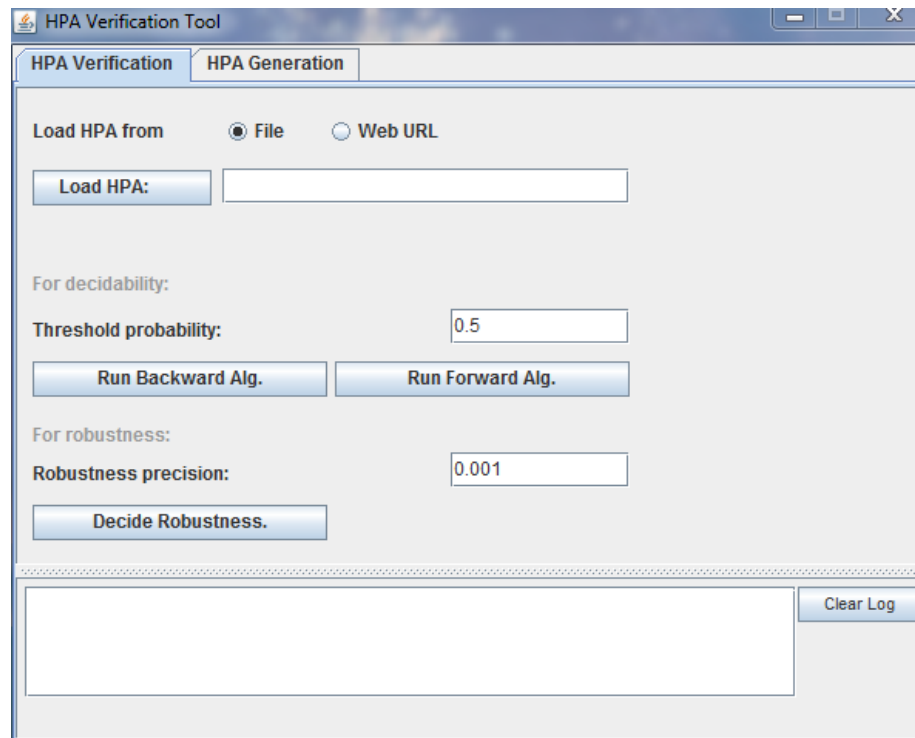 HPA Verification Tool
HPA Verification HPA Generation
Load HPA from File Web URL
Load HPA:
For decidability:
Threshold probability: 0.5
Run Backward Alg. Run Forward Alg.
For robustness:
Robustness precision: 0.001
Decide Robustness.
Clear Log